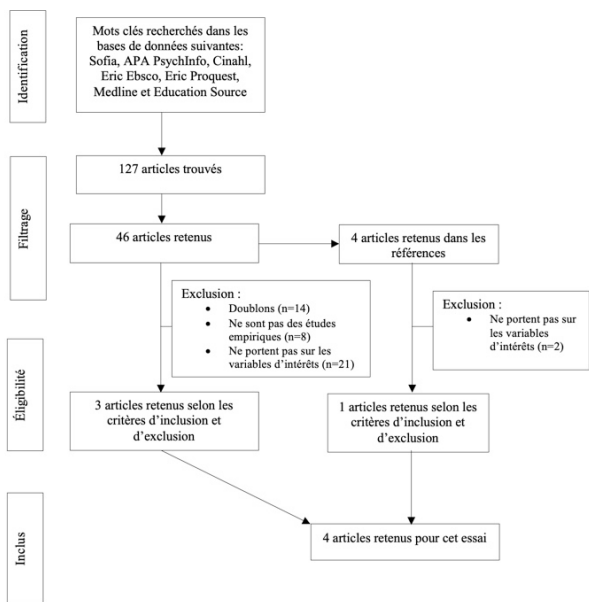 Identification
Mots clés recherchés dans les
bases de données suivantes:
Sofia, APA PsychInfo, Cinahl,
Eric Ebsco, Eric Proquest,
Medline et Education Source
Filtrage
127 articles trouvés
46 articles retenus
4 articles retenus dans les
références
Exclusion :
• Doublons (n=14)
• Ne sont pas des études
empiriques (n=8)
• Ne portent pas sur les
variables d’intérêts (n=21)
Exclusion :
• Ne portent pas sur
les variables
d’intérêts (n=2)
Éligibilité
3 articles retenus selon les
critères d’inclusion et
d’exclusion
1 articles retenus selon les
critères d’inclusion et
d’exclusion
Inclus
4 articles retenus pour cet essai